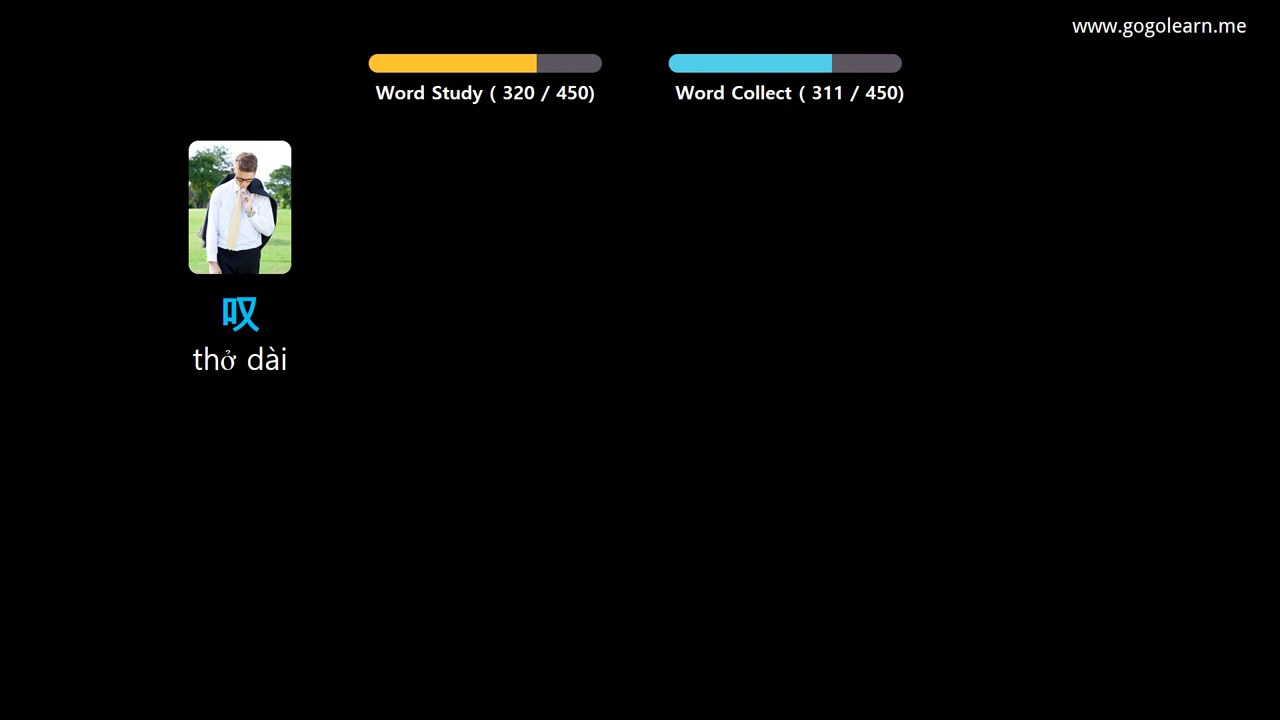 www.gogolearn.me
Word Study ( 320 / 450)
Word Collect ( 311 / 450)
叹
thở dài